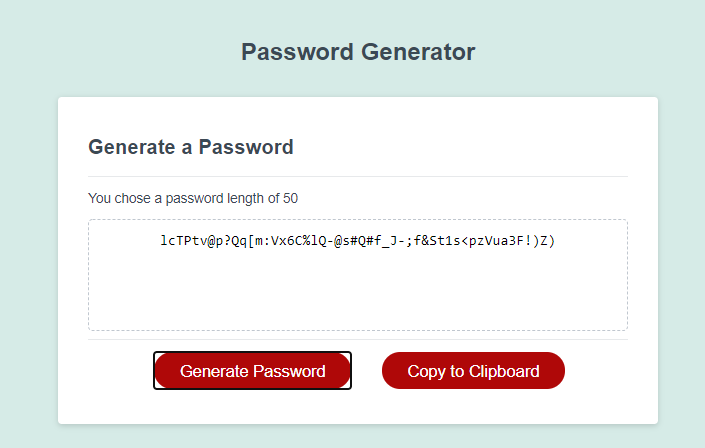 Password Generator
Generate a Password
You chose a password length of 50
lcTPtv@p?Qq[m:Vx6C%lQ-@s#Q#f_J-;f&St1s<pzVua3F!)Z)
Generate Password
Copy to Clipboard